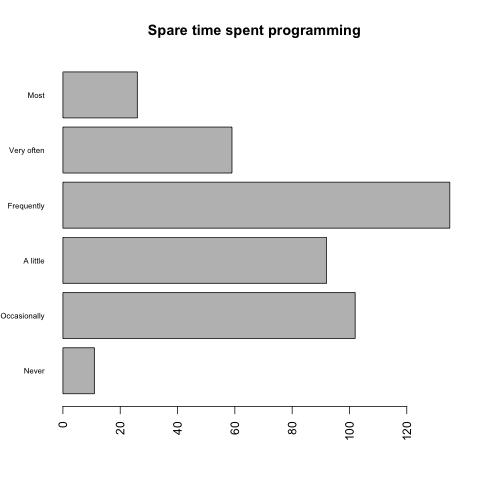 Spare time spent programming
Most
Very often
Frequently
A little
Occasionally
Never
0
20
40
60
80
100
120